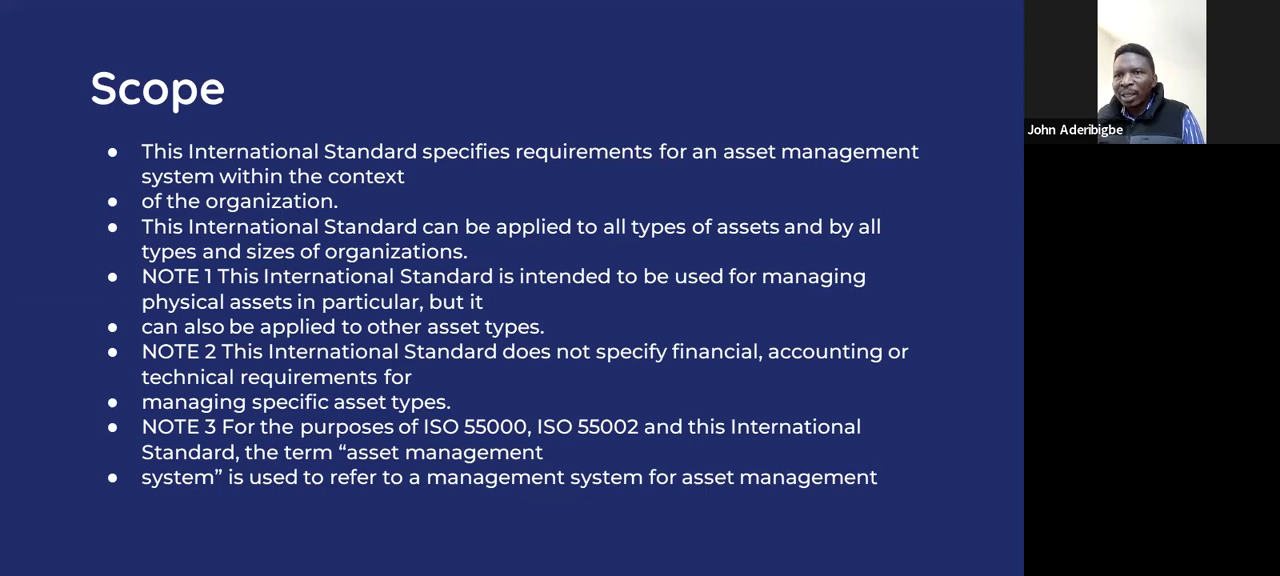 Scope
● This International Standard specifies requirements for an asset management
system within the context
● of the organization.
● This International Standard can be applied to all types of assets and by all
types and sizes of organizations.
● NOTE 1 This International Standard is intended to be used for managing
physical assets in particular, but it
● can also be applied to other asset types.
● NOTE 2 This International Standard does not specify financial, accounting or
technical requirements for
● managing specific asset types.
● NOTE 3 For the purposes of ISO 55000, ISO 55002 and this International
Standard, the term “asset management
● system” is used to refer to a management system for asset management
John Aderibigbe